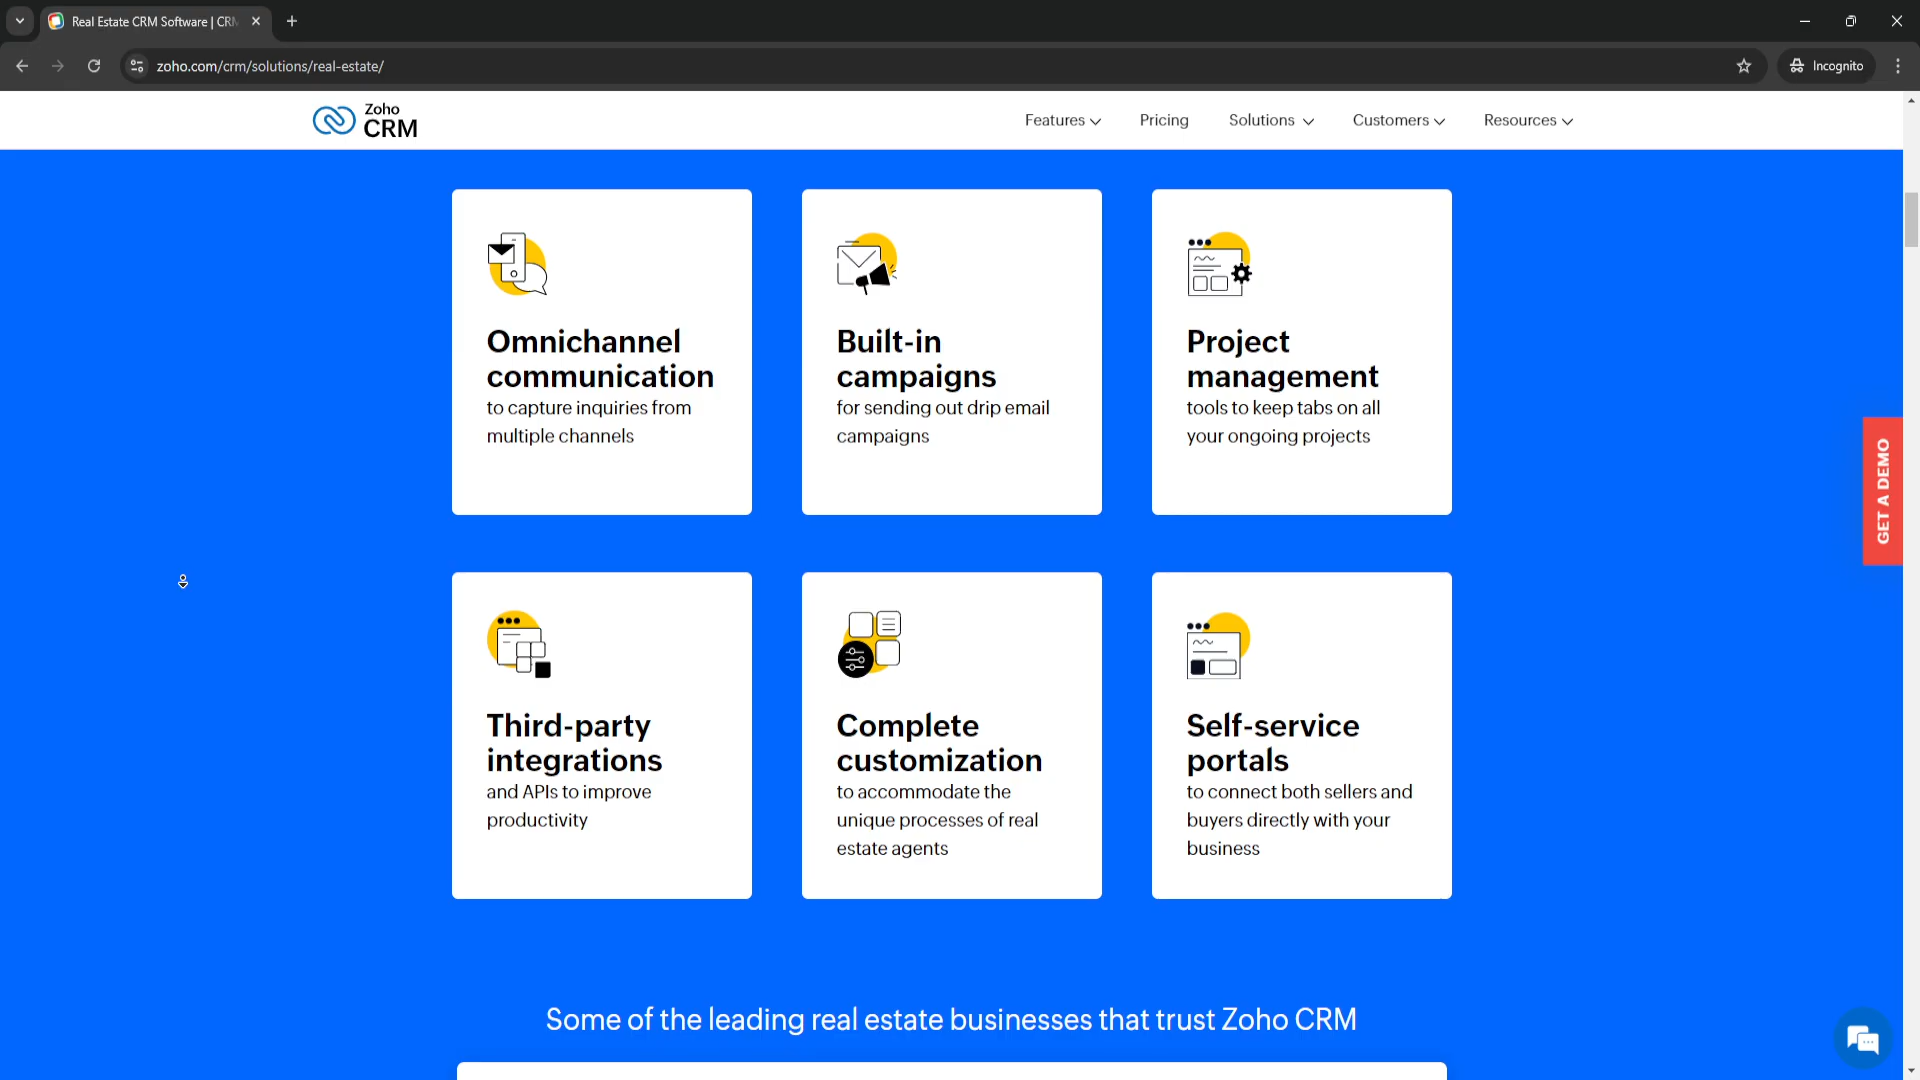 Real Estate CRM Software | CRM
zoho.com/crm/solutions/real-estate/
Incognito
Zoho
CRM
Features
Pricing
Solutions
Customers
Resources
Omnichannel
communication
to capture inquiries from
multiple channels
Built-in
campaigns
for sending out drip email
campaigns
Project
management
tools to keep tabs on all
your ongoing projects
GET A DEMO
Third-party
integrations
and APIs to improve
productivity
Complete
customization
to accommodate the
unique processes of real
estate agents
Self-service
portals
to connect both sellers and
buyers directly with your
business
Some of the leading real estate businesses that trust Zoho CRM